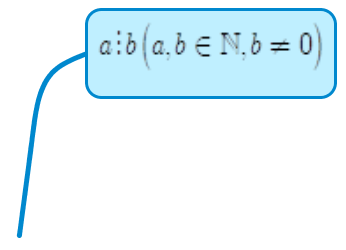 a⋮b(a,b ∈ ℕ,b ≠ 0)